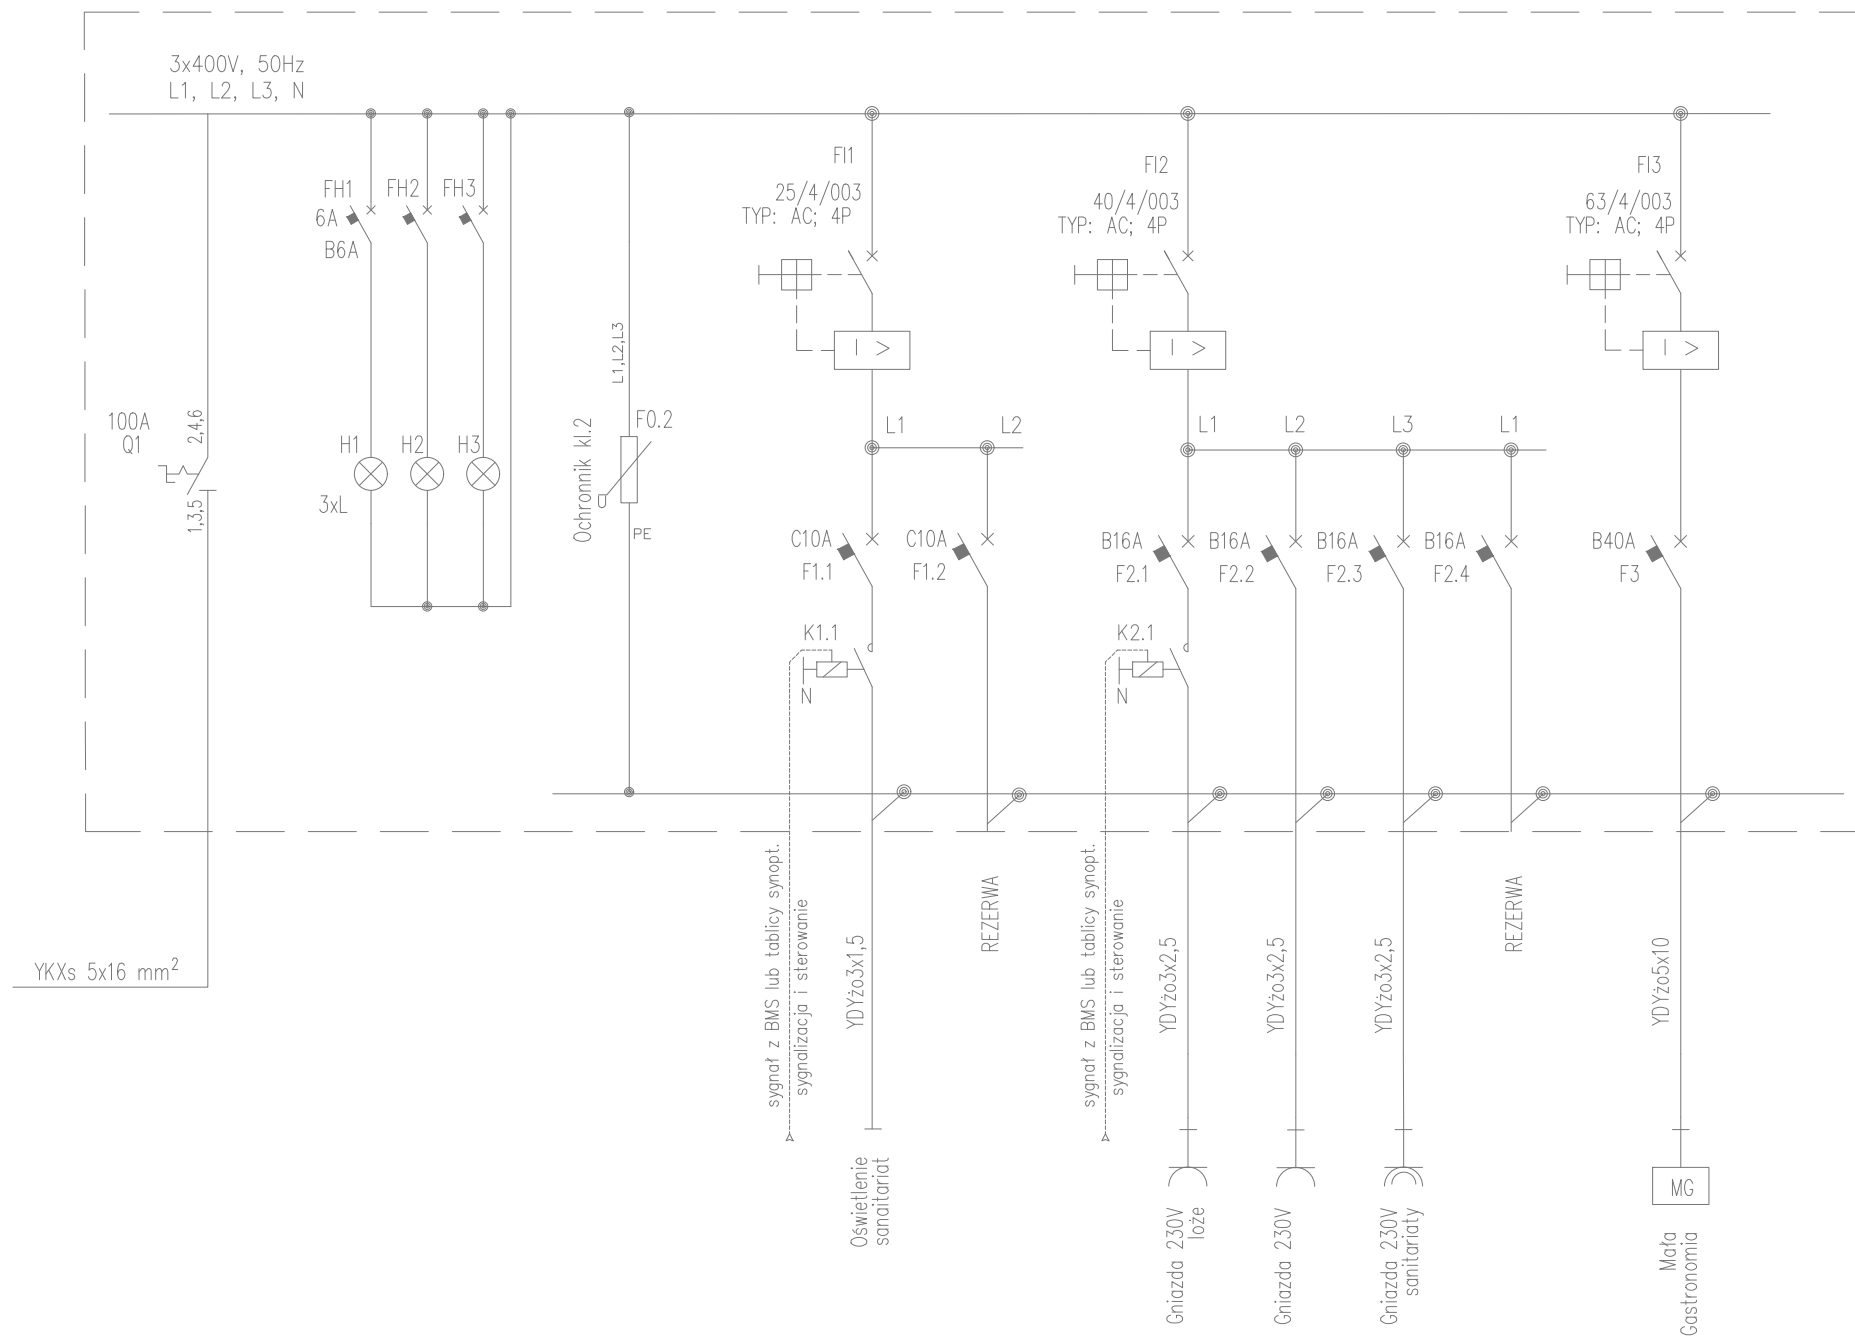 3x400V, 50Hz
L1, L2, L3, N
FH1
6A
B6A
FH2
FH3
FI1
25/4/003
TYP: AC; 4P
FI2
40/4/003
TYP: AC; 4P
FI3
63/4/003
TYP: AC; 4P
I >
I >
I >
100A
Q1
2,4,6
1,3,5
H1
H2
H3
3xL
L1,L2,L3
Ochronnik kl.2
F0.2
U
PE
L1
L2
L1
L2
L3
L1
C10A
F1.1
C10A
F1.2
B16A
F2.1
B16A
F2.2
B16A
F2.3
B16A
F2.4
B40A
F3
K1.1
N
K2.1
N
YKXs 5x16 mm²
sygnał z BMS lub tablicy synopt.
sygnalizacja i sterowanie
YDYżo3x1,5
REZERWA
sygnał z BMS lub tablicy synopt.
sygnalizacja i sterowanie
YDYżo3x2,5
YDYżo3x2,5
YDYżo3x2,5
REZERWA
YDYżo5x10
Oświetlenie
sanaitariat
Gniazda 230V
loże
Gniazda 230V
Gniazda 230V
sanitariaty
MG
Mała
Gastronomia